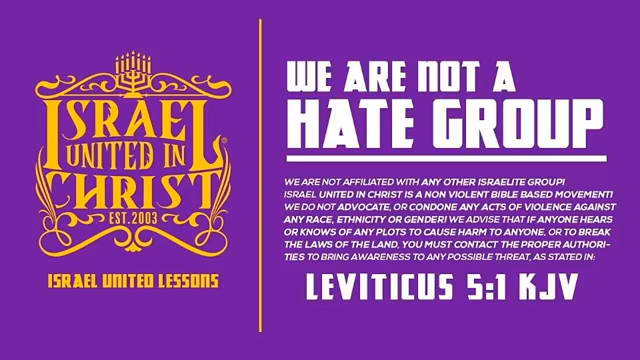 ISRAEL
UNITED IN
CHRIST
EST. 2003
ISRAEL UNITED LESSONS
WE ARE NOT A
HATE GROUP
WE ARE NOT AFFILIATED WITH ANY OTHER ISRAELITE GROUP!
ISRAEL UNITED IN CHRIST IS A NON VIOLENT BIBLE BASED MOVEMENT!
WE DO NOT ADVOCATE, OR CONDONE ANY ACTS OF VIOLENCE AGAINST
ANY RACE, ETHNICITY OR GENDER! WE ADVISE THAT IF ANYONE HEARS
OR KNOWS OF ANY PLOTS TO CAUSE HARM TO ANYONE, OR TO BREAK
THE LAWS OF THE LAND, YOU MUST CONTACT THE PROPER AUTHORI-
TIES TO BRING AWARENESS TO ANY POSSIBLE THREAT, AS STATED IN:
LEVITICUS 5:1 KJV